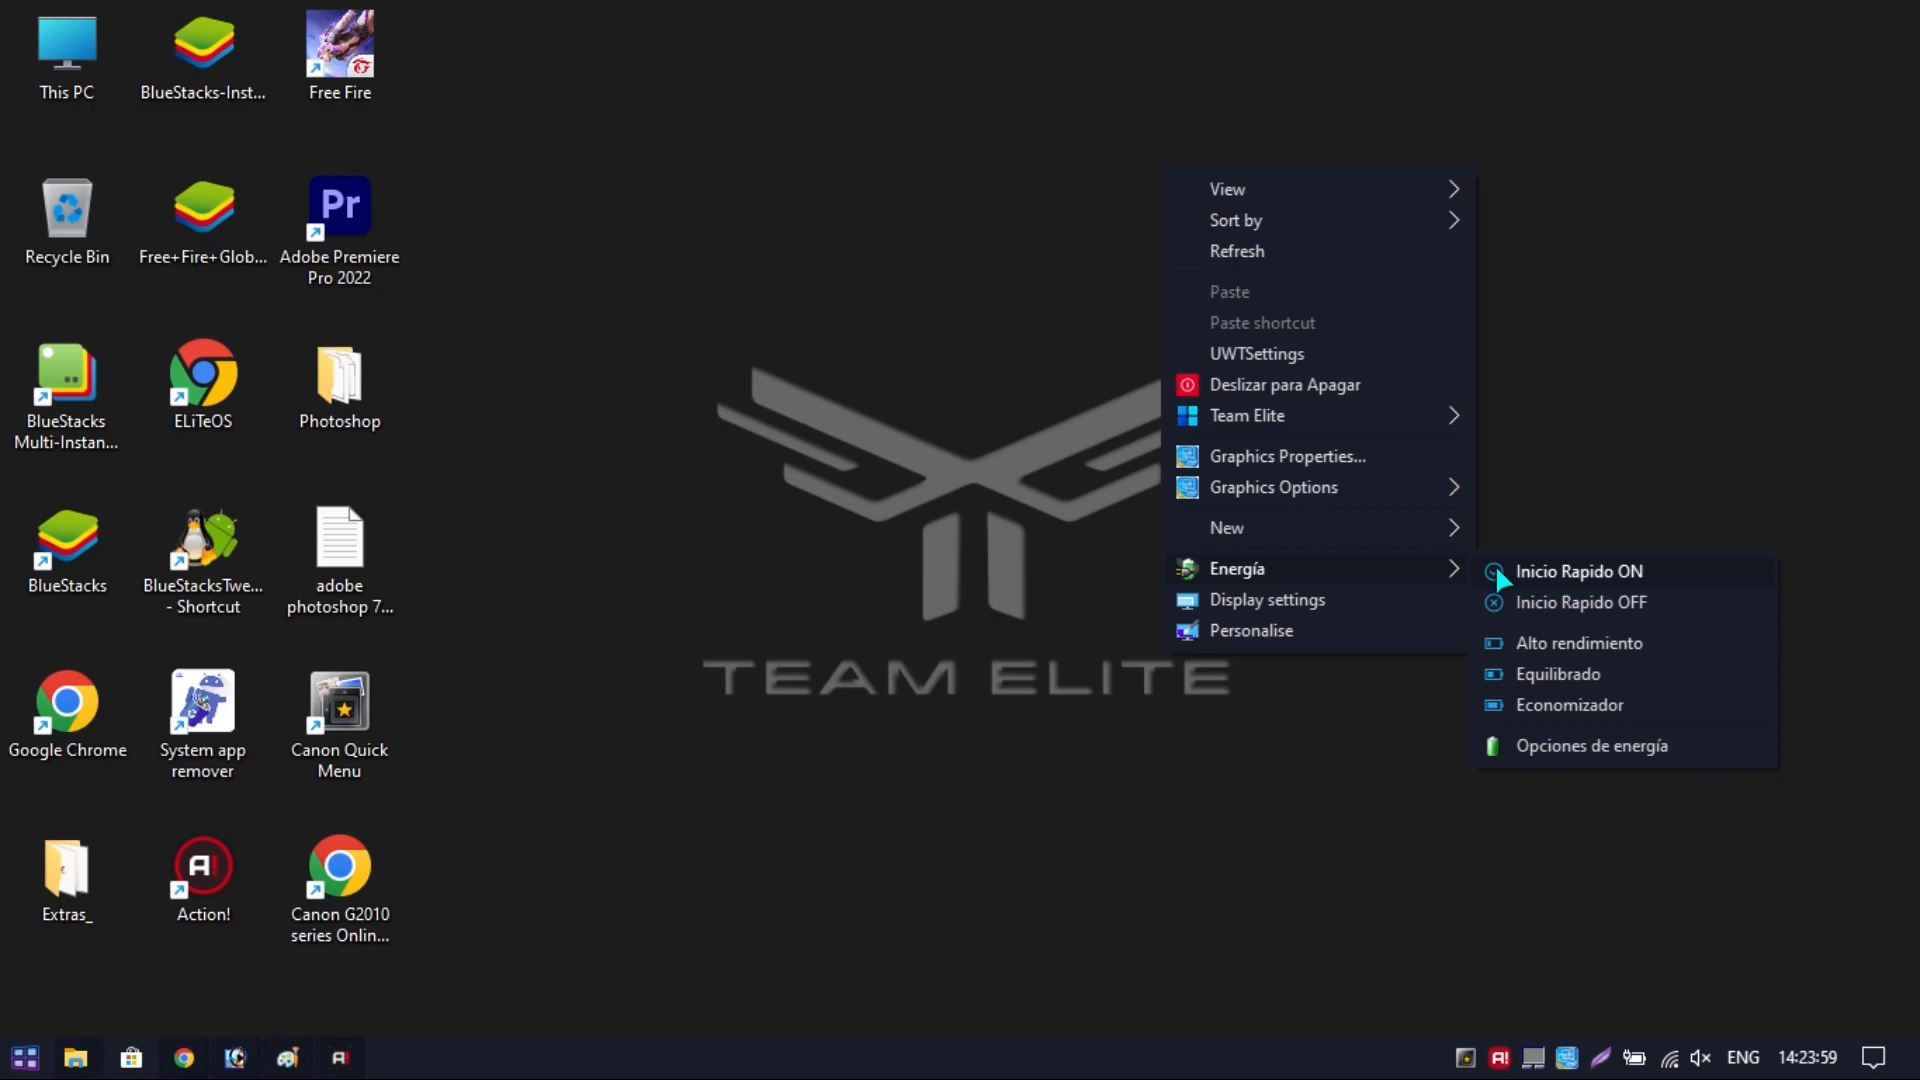 This PC
BlueStacks-Inst...
Free Fire
Recycle Bin
Free+Fire+Glob...
Pr
Adobe Premiere
Pro 2022
BlueStacks
Multi-Instan...
ELiTeOS
Photoshop
BlueStacks
BlueStacksTwe...
- Shortcut
adobe
photoshop 7...
Google Chrome
System app
remover
Canon Quick
Menu
Extras_
A!
Action!
Canon G2010
series Onlin...
TEAM ELITE
View
Sort by
Refresh
Paste
Paste shortcut
UWTSettings
Deslizar para Apagar
Team Elite
Graphics Properties...
Graphics Options
New
Energía
Display settings
Personalise
Inicio Rapido ON
Inicio Rapido OFF
Alto rendimiento
Equilibrado
Economizador
Opciones de energía
A!
A!
ENG
14:23:59